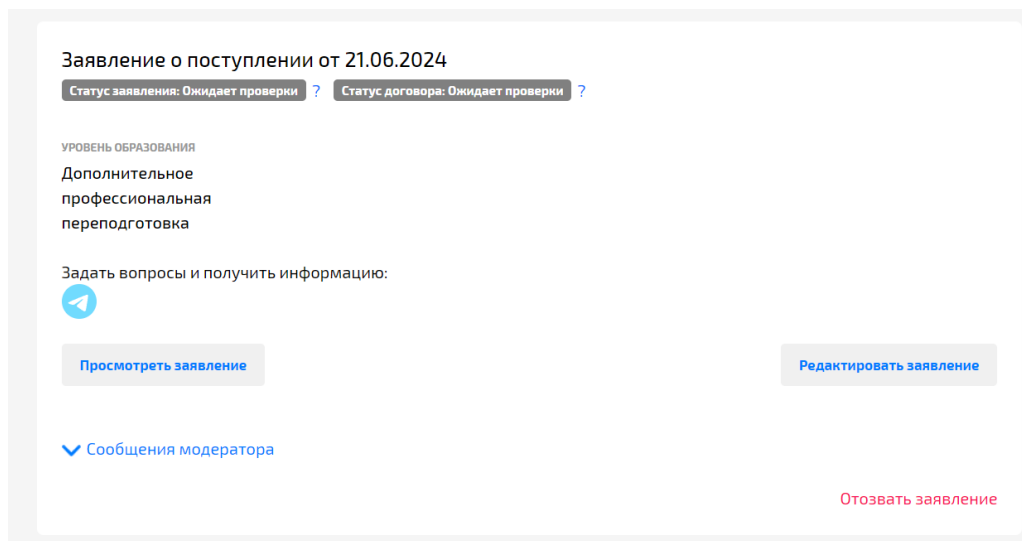 Заявление о поступлении от 21.06.2024
Статус заявления: Ожидает проверки ? Статус договора: Ожидает проверки ?
УРОВЕНЬ ОБРАЗОВАНИЯ
Дополнительное
профессиональная
переподготовка
Задать вопросы и получить информацию:
Просмотреть заявление Редактировать заявление
Сообщения модератора
Отозвать заявление